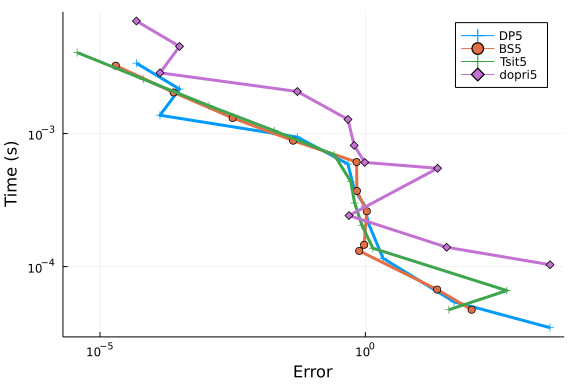 DP5
BS5
Tsit5
dopri5
Time (s)
10⁻³
10⁻⁴
10⁻⁵
10⁰
Error